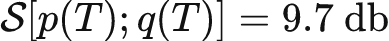 𝒮[p(T); q(T)] = 9.7 db